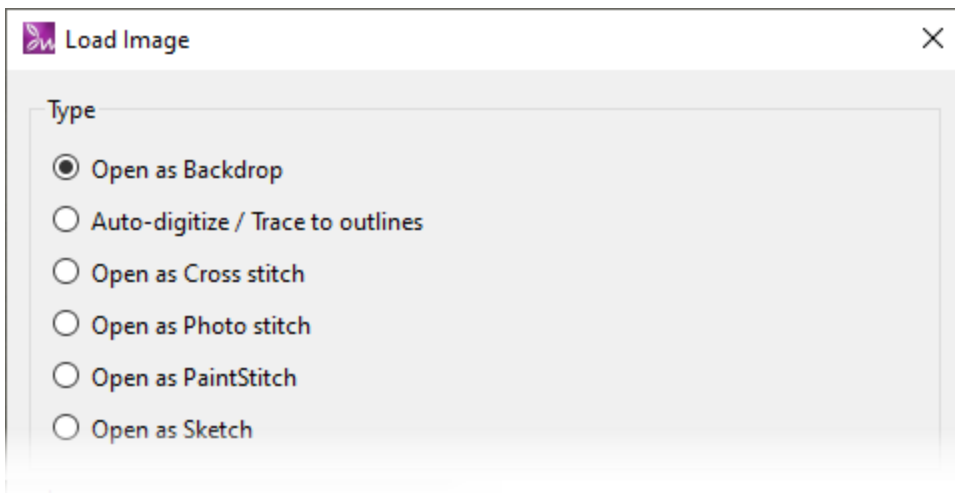 Load Image
Type
Open as Backdrop
Auto-digitize / Trace to outlines
Open as Cross stitch
Open as Photo stitch
Open as PaintStitch
Open as Sketch